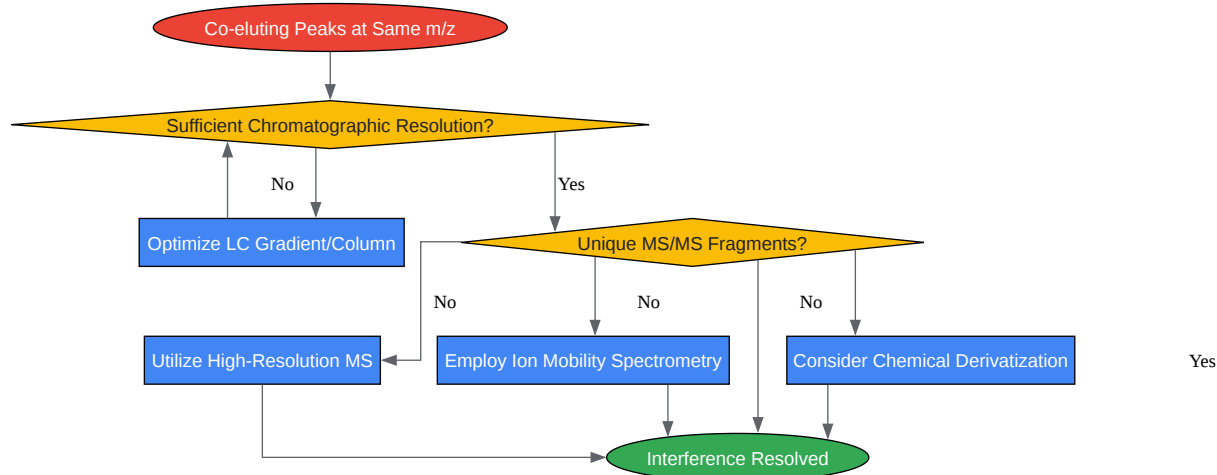 Co-eluting Peaks at Same m/z
Sufficient Chromatographic Resolution?
No
Yes
Optimize LC Gradient/Column
Unique MS/MS Fragments?
No
No
No
Utilize High-Resolution MS
Employ Ion Mobility Spectrometry
Consider Chemical Derivatization
Yes
Interference Resolved